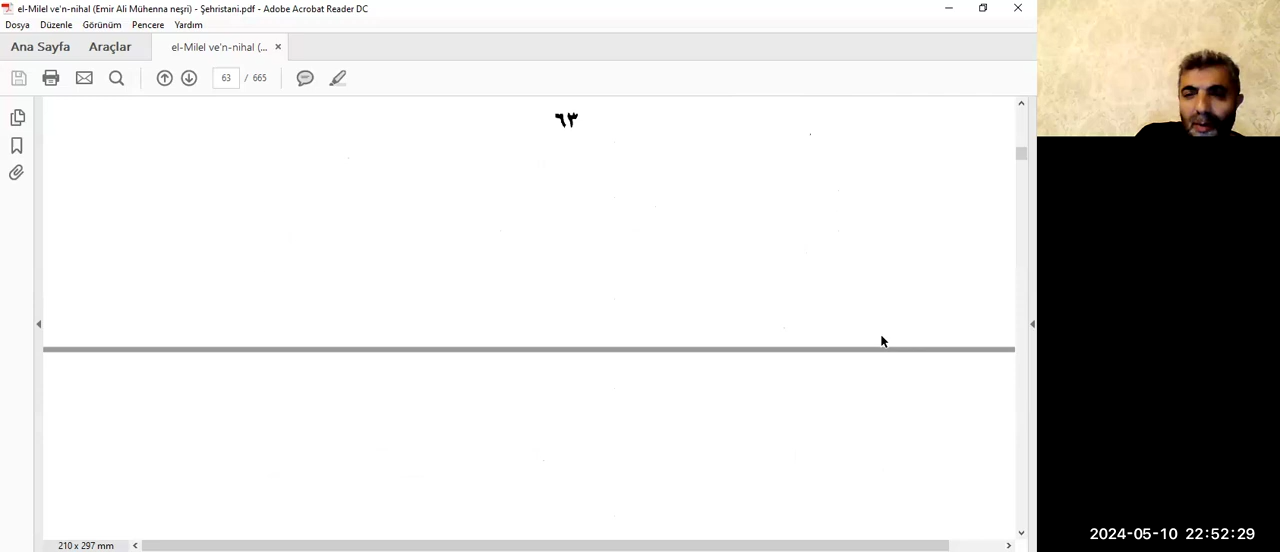 el-Milel ve'n-nihal (Emir Ali Mühenna neşri) - Şehristani.pdf - Adobe Acrobat Reader DC
Dosya Düzenle Görünüm Pencere Yardım
Ana Sayfa Araçlar el-Milel ve'n-nihal (... ×
63 / 665
٦٣
210 x 297 mm
2024-05-10 22:52:29